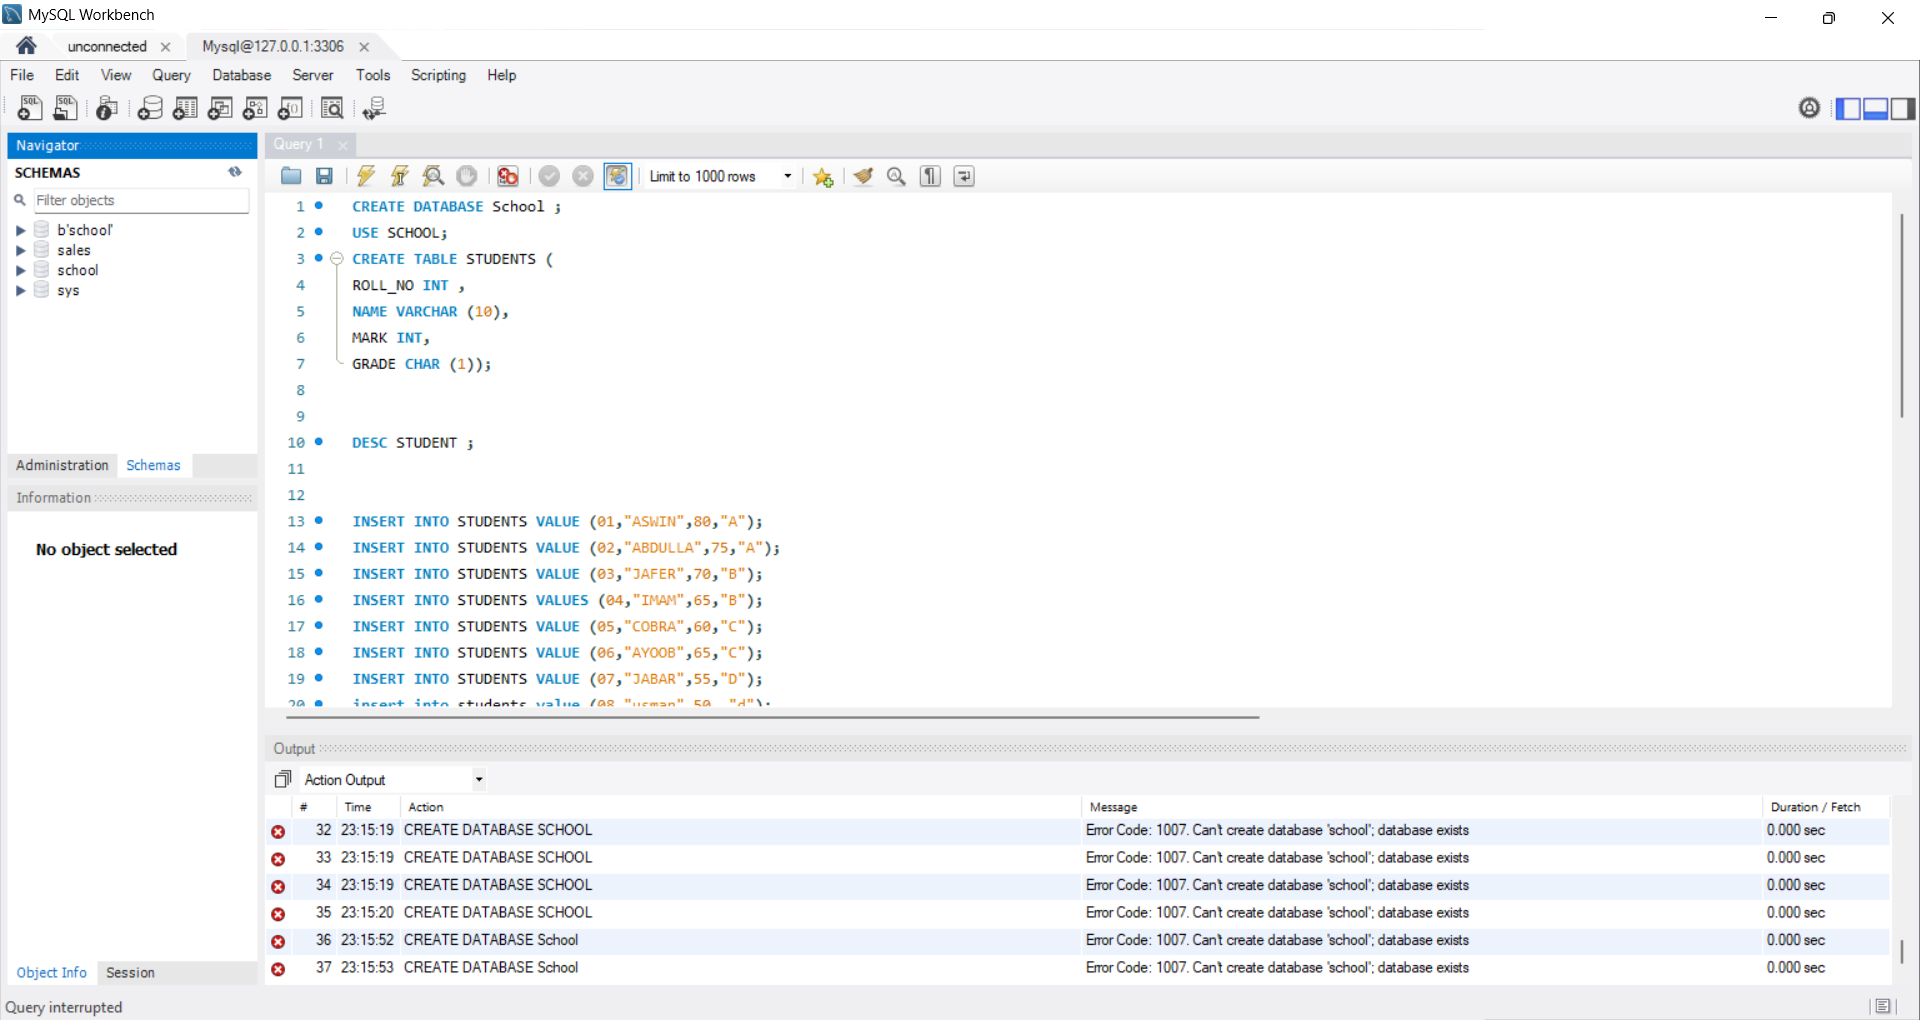 MySQL Workbench
unconnected
Mysql@127.0.0.1:3306
File Edit View Query Database Server Tools Scripting Help
Navigator
SCHEMAS
Filter objects
b'school'
sales
school
sys
Administration Schemas
Information
No object selected
Object Info Session
Query 1
Limit to 1000 rows
1 CREATE DATABASE School ;
2 USE SCHOOL;
3 CREATE TABLE STUDENTS (
4 ROLL_NO INT ,
5 NAME VARCHAR (10),
6 MARK INT,
7 GRADE CHAR (1));
8
9
10 DESC STUDENT ;
11
12
13 INSERT INTO STUDENTS VALUE (01,"ASWIN",80,"A");
14 INSERT INTO STUDENTS VALUE (02,"ABDULLA",75,"A");
15 INSERT INTO STUDENTS VALUE (03,"JAFER",70,"B");
16 INSERT INTO STUDENTS VALUES (04,"IMAM",65,"B");
17 INSERT INTO STUDENTS VALUE (05,"COBRA",60,"C");
18 INSERT INTO STUDENTS VALUE (06,"AYOOB",65,"C");
19 INSERT INTO STUDENTS VALUE (07,"JABAR",55,"D");
20 insert into students value (08,"usman",50, "d");
Output
Action Output
# Time Action Message Duration / Fetch
32 23:15:19 CREATE DATABASE SCHOOL Error Code: 1007. Can't create database 'school'; database exists 0.000 sec
33 23:15:19 CREATE DATABASE SCHOOL Error Code: 1007. Can't create database 'school'; database exists 0.000 sec
34 23:15:19 CREATE DATABASE SCHOOL Error Code: 1007. Can't create database 'school'; database exists 0.000 sec
35 23:15:20 CREATE DATABASE SCHOOL Error Code: 1007. Can't create database 'school'; database exists 0.000 sec
36 23:15:52 CREATE DATABASE School Error Code: 1007. Can't create database 'school'; database exists 0.000 sec
37 23:15:53 CREATE DATABASE School Error Code: 1007. Can't create database 'school'; database exists 0.000 sec
Query interrupted